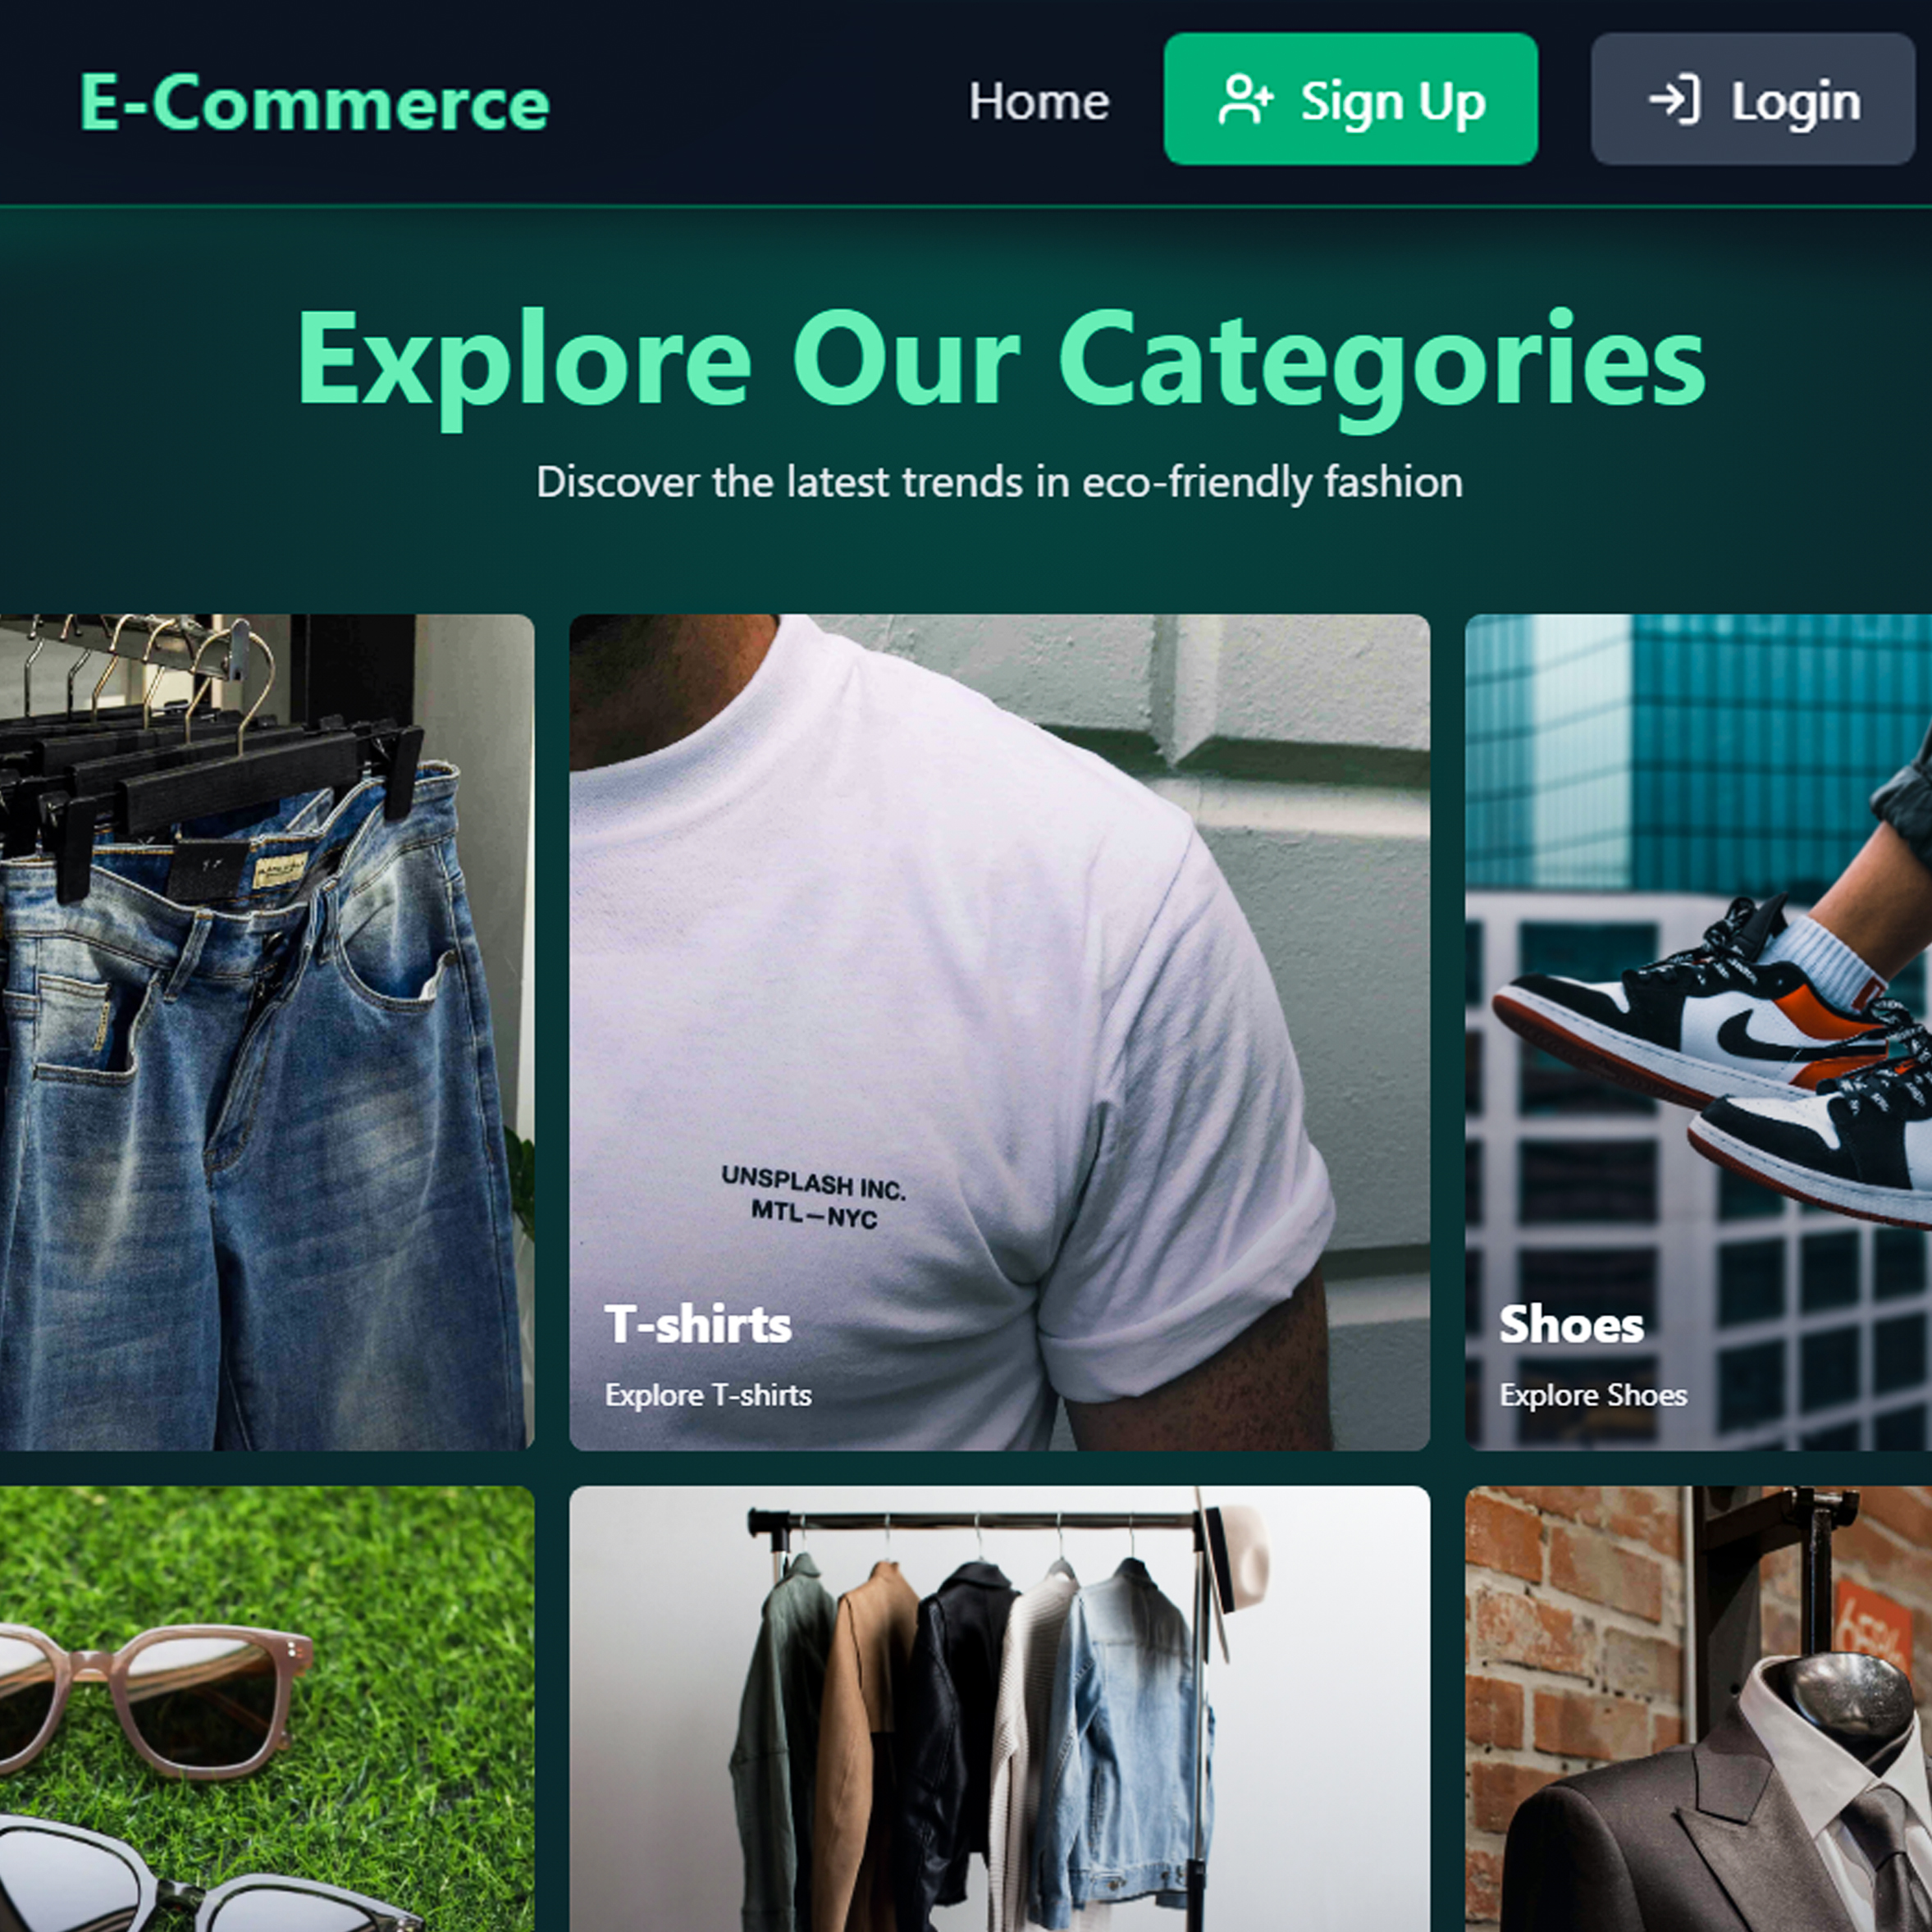 E-Commerce
Home
Sign Up
Login
Explore Our Categories
Discover the latest trends in eco-friendly fashion
UNSPLASH INC.
MTL—NYC
T-shirts
Explore T-shirts
Shoes
Explore Shoes